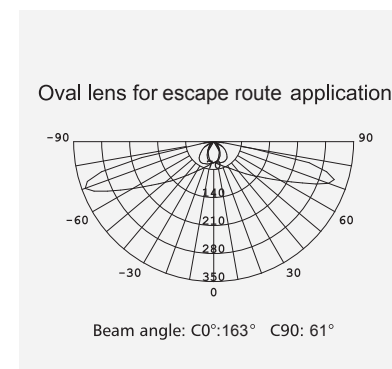 Oval lens for escape route application
-90 90
140
-60 210 60
280
-30 350 30
0
Beam angle: C0°:163° C90: 61°